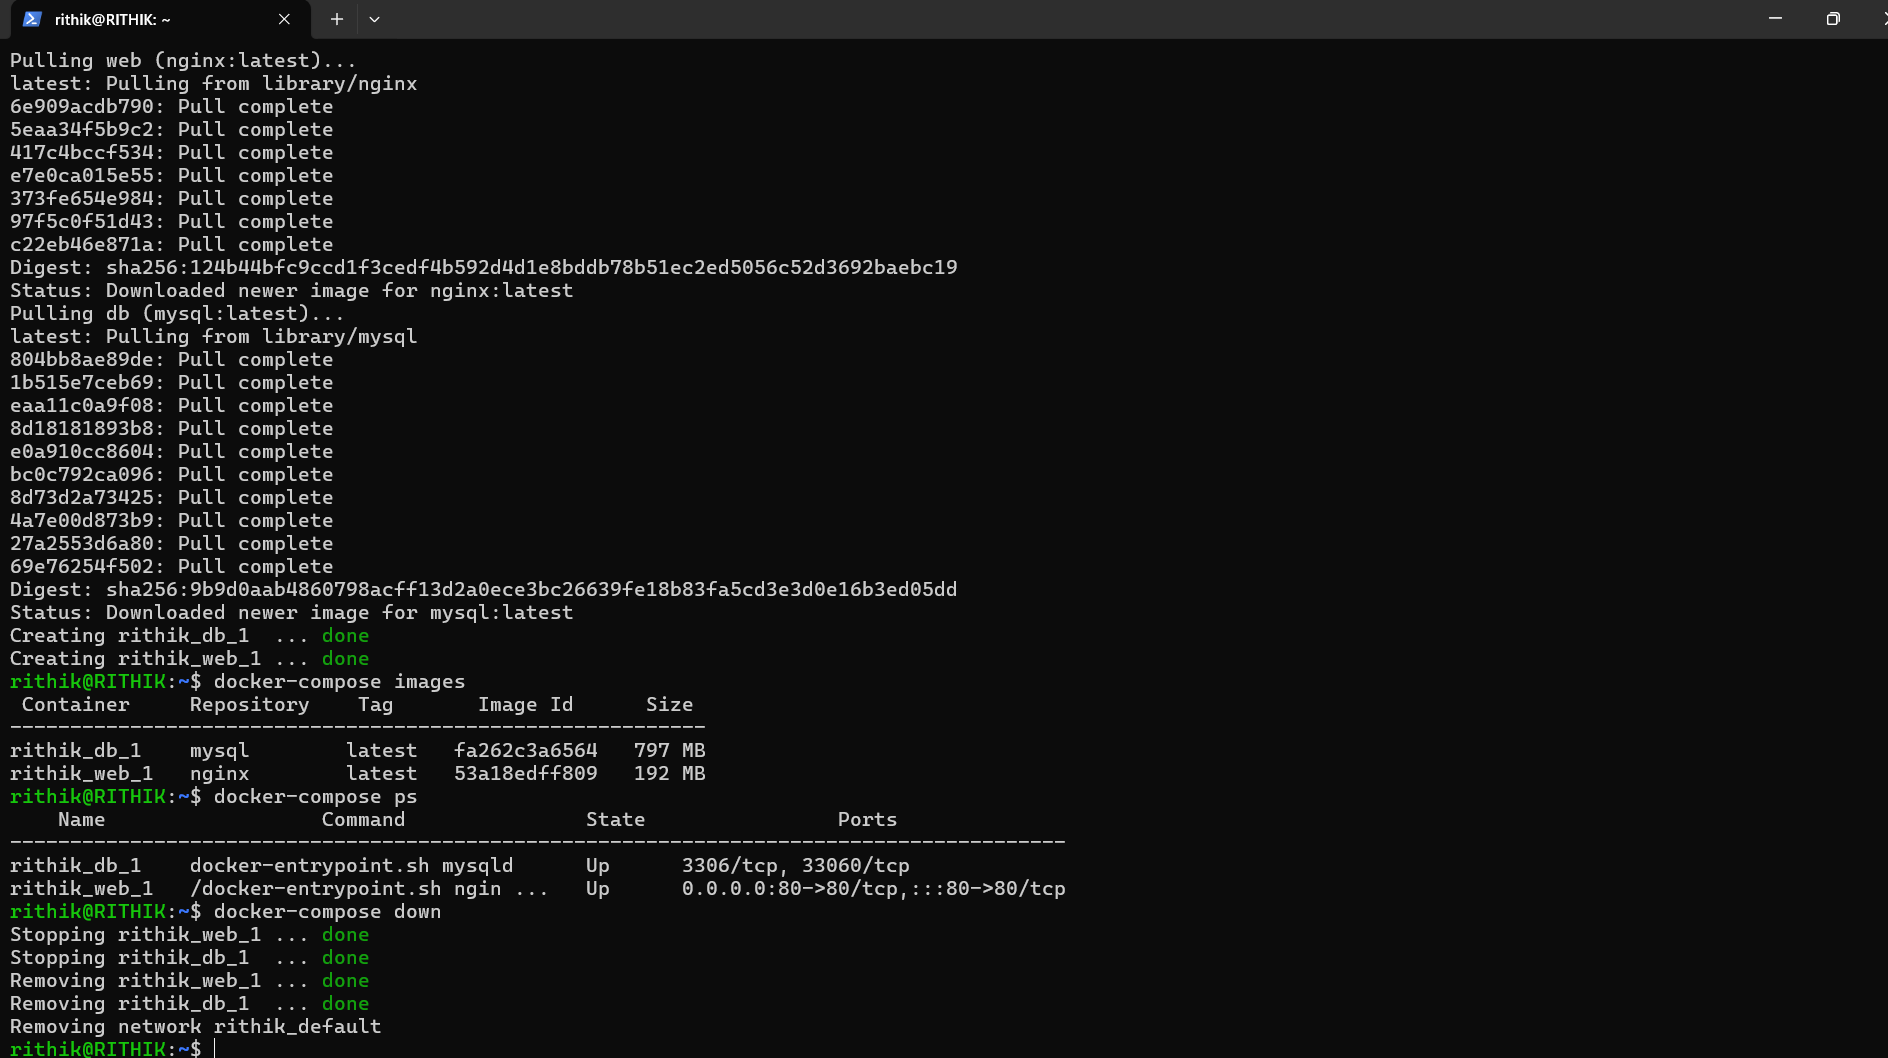 rithik@RITHIK: ~
Pulling web (nginx:latest)...
latest: Pulling from library/nginx
6e909acdb790: Pull complete
5eaa34f5b9c2: Pull complete
417c4bccf534: Pull complete
e7e0ca015e55: Pull complete
373fe654e984: Pull complete
97f5c0f51d43: Pull complete
c22eb46e871a: Pull complete
Digest: sha256:124b44bfc9ccd1f3cedf4b592d4d1e8bddb78b51ec2ed5056c52d3692baebc19
Status: Downloaded newer image for nginx:latest
Pulling db (mysql:latest)...
latest: Pulling from library/mysql
804bb8ae89de: Pull complete
1b515e7ceb69: Pull complete
eaa11c0a9f08: Pull complete
8d18181893b8: Pull complete
e0a910cc8604: Pull complete
bc0c792ca096: Pull complete
8d73d2a73425: Pull complete
4a7e00d873b9: Pull complete
27a2553d6a80: Pull complete
69e76254f502: Pull complete
Digest: sha256:9b9d0aab4860798acff13d2a0ece3bc26639fe18b83fa5cd3e3d0e16b3ed05dd
Status: Downloaded newer image for mysql:latest
Creating rithik_db_1  ... done
Creating rithik_web_1 ... done
rithik@RITHIK:~$ docker-compose images
 Container     Repository    Tag       Image Id      Size
----------------------------------------------------------
rithik_db_1    mysql        latest   fa262c3a6564   797 MB
rithik_web_1   nginx        latest   53a18edff809   192 MB
rithik@RITHIK:~$ docker-compose ps
    Name                  Command               State                Ports
----------------------------------------------------------------------------------------
rithik_db_1    docker-entrypoint.sh mysqld      Up      3306/tcp, 33060/tcp
rithik_web_1   /docker-entrypoint.sh ngin ...   Up      0.0.0.0:80->80/tcp,:::80->80/tcp
rithik@RITHIK:~$ docker-compose down
Stopping rithik_web_1 ... done
Stopping rithik_db_1  ... done
Removing rithik_web_1 ... done
Removing rithik_db_1  ... done
Removing network rithik_default
rithik@RITHIK:~$